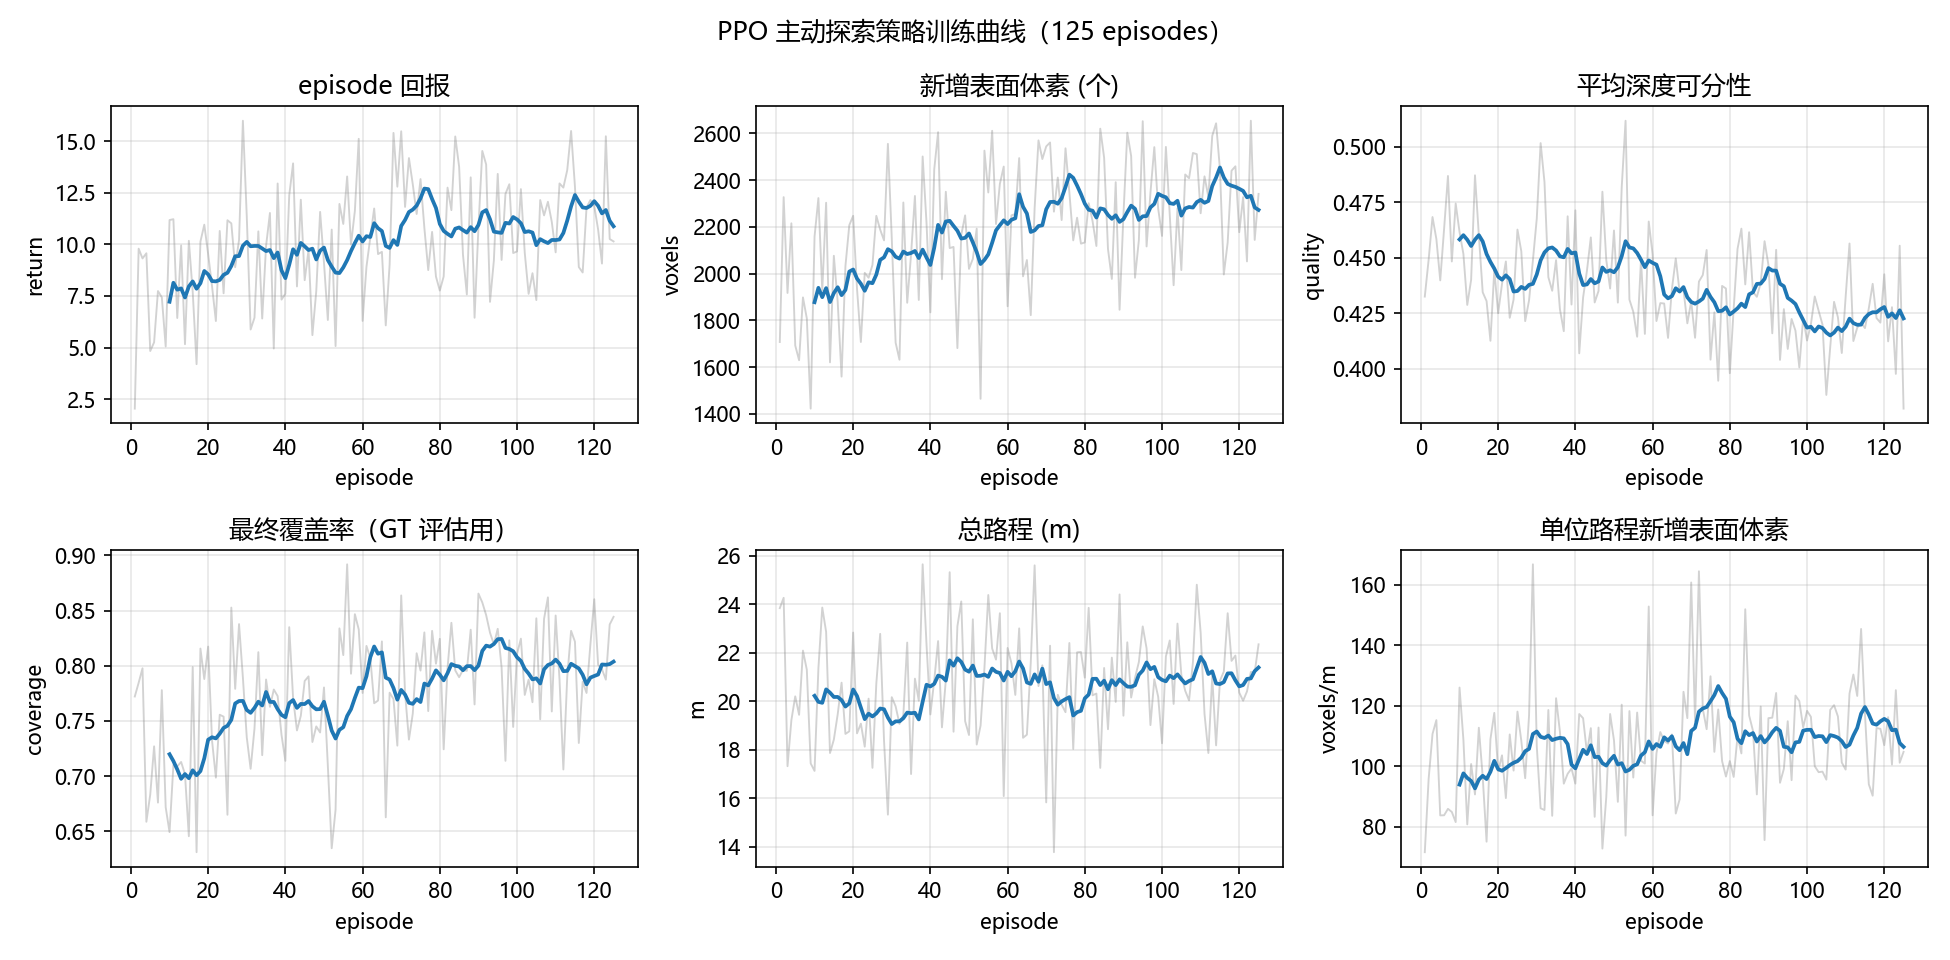 PPO 主动探索策略训练曲线（125 episodes）
episode 回报
return
15.0
12.5
10.0
7.5
5.0
2.5
0 20 40 60 80 100 120
episode
新增表面体素 (个)
voxels
2600
2400
2200
2000
1800
1600
1400
0 20 40 60 80 100 120
episode
平均深度可分性
quality
0.500
0.475
0.450
0.425
0.400
0 20 40 60 80 100 120
episode
最终覆盖率（GT 评估用）
coverage
0.90
0.85
0.80
0.75
0.70
0.65
0 20 40 60 80 100 120
episode
总路程 (m)
m
26
24
22
20
18
16
14
0 20 40 60 80 100 120
episode
单位路程新增表面体素
voxels/m
160
140
120
100
80
0 20 40 60 80 100 120
episode